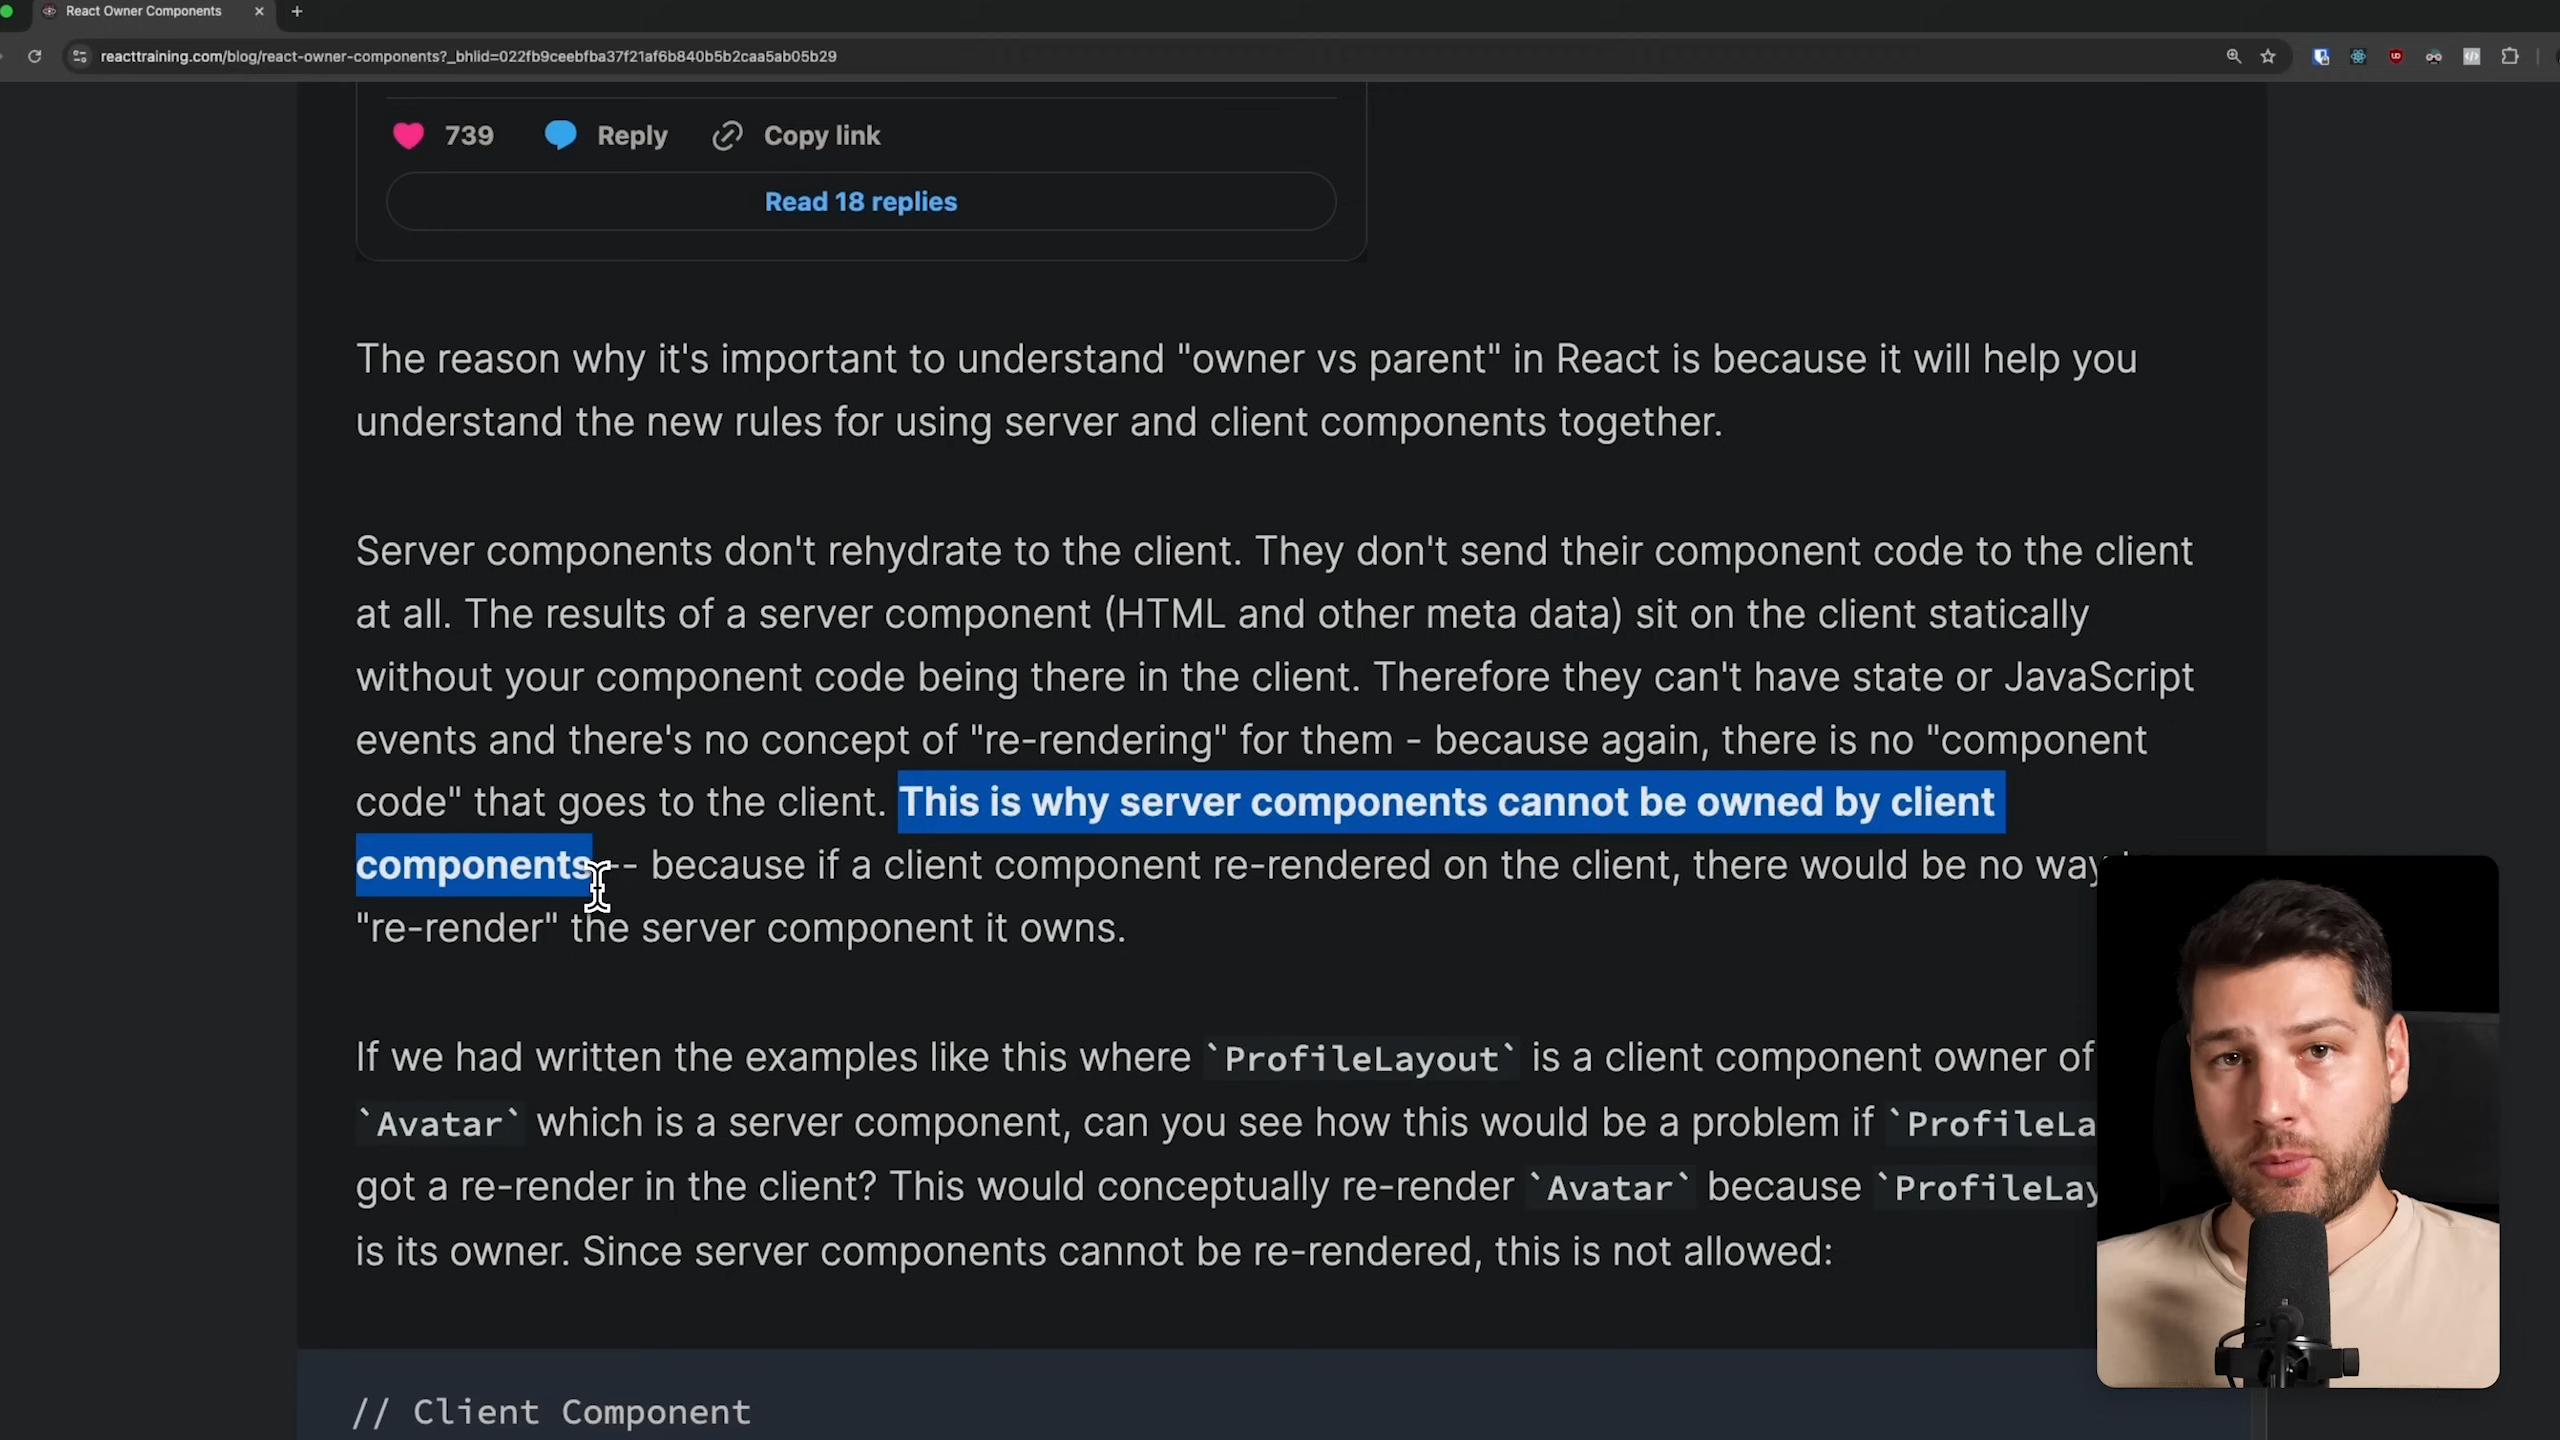 React Owner Components
reacttraining.com/blog/react-owner-components?_bhlid=022fb9ceebfba37f21af6b840b5b2caa5ab05b29
739 Reply Copy link
Read 18 replies
The reason why it's important to understand "owner vs parent" in React is because it will help you
understand the new rules for using server and client components together.
Server components don't rehydrate to the client. They don't send their component code to the client
at all. The results of a server component (HTML and other meta data) sit on the client statically
without your component code being there in the client. Therefore they can't have state or JavaScript
events and there's no concept of "re-rendering" for them - because again, there is no "component
code" that goes to the client. This is why server components cannot be owned by client
components -- because if a client component re-rendered on the client, there would be no way
"re-render" the server component it owns.
If we had written the examples like this where `ProfileLayout` is a client component owner of
`Avatar` which is a server component, can you see how this would be a problem if `ProfileLa
got a re-render in the client? This would conceptually re-render `Avatar` because `ProfileLay
is its owner. Since server components cannot be re-rendered, this is not allowed:
// Client Component